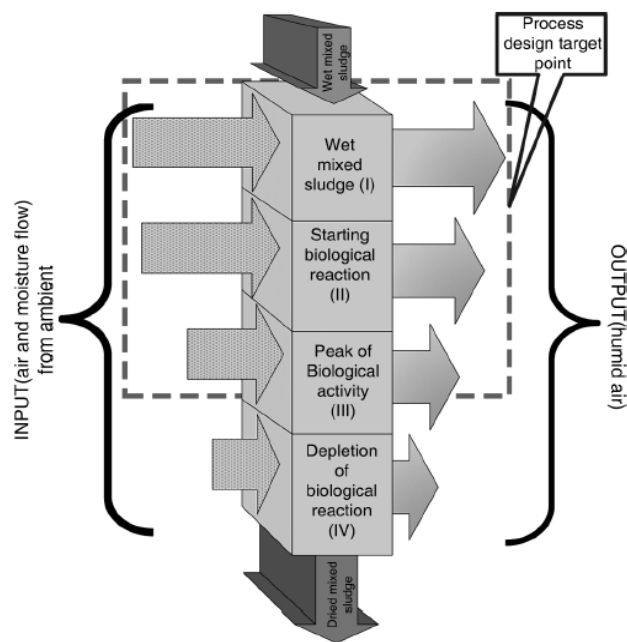 Process
design target
point
Wet mixed
sludge
Wet
mixed
sludge (I)
Starting
biological
reaction
(II)
Peak of
Biological
activity
(III)
Depletion of
biological
reaction
(IV)
INPUT(air and moisture flow)
from ambient
OUTPUT(humid air)
Dried mixed
sludge